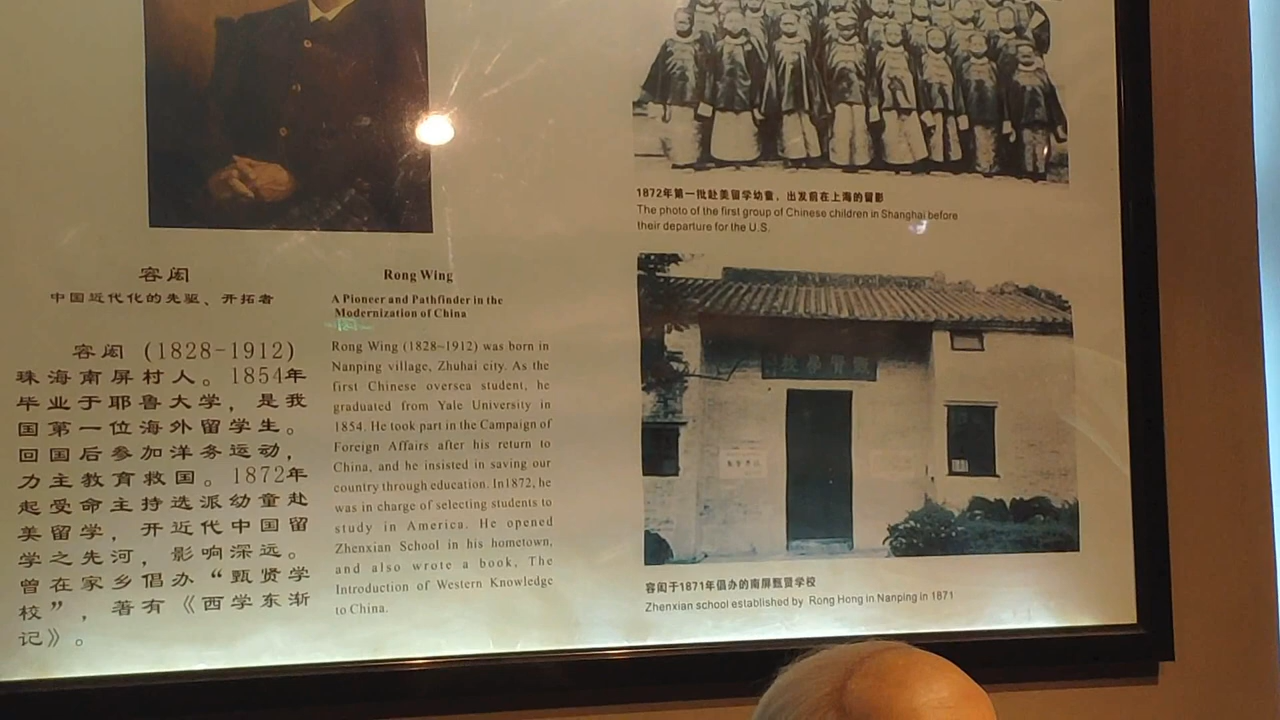 容闳
中国近代化的先驱、开拓者
容闳 (1828-1912)
珠海南屏村人。1854年
毕业于耶鲁大学，是我
国第一位海外留学生。
回国后参加洋务运动，
力主教育救国。1872年
起受命主持选派幼童赴
美留学，开近代中国留
学之先河，影响深远。
曾在家乡倡办“甄贤学
校”，著有《西学东渐
记》。
Rong Wing
A Pioneer and Pathfinder in the
Modernization of China
Rong Wing (1828~1912) was born in
Nanping village, Zhuhai city. As the
first Chinese oversea student, he
graduated from Yale University in
1854. He took part in the Campaign of
Foreign Affairs after his return to
China, and he insisted in saving our
country through education. In1872, he
was in charge of selecting students to
study in America. He opened
Zhenxian School in his hometown,
and also wrote a book, The
Introduction of Western Knowledge
to China.
1872年第一批赴美留学幼童，出发前在上海的留影
The photo of the first group of Chinese children in Shanghai before
their departure for the U.S.
容闳于1871年倡办的南屏甄贤学校
Zhenxian school established by Rong Hong in Nanping in 1871